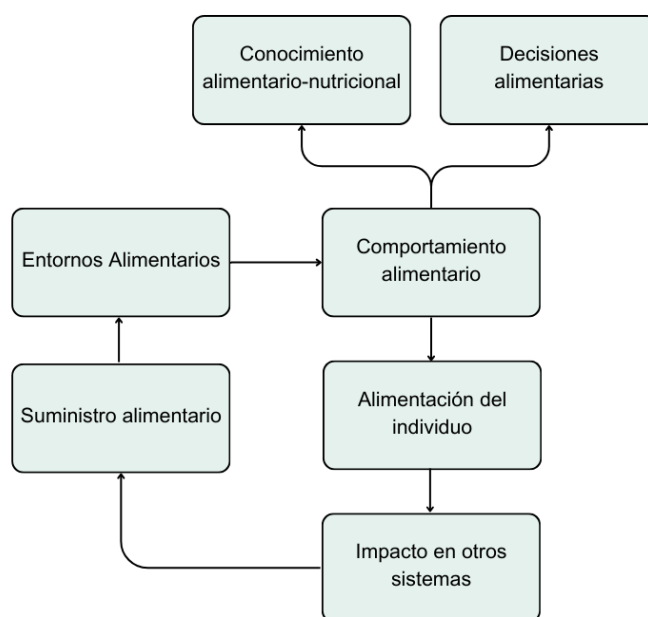 Conocimiento
alimentario-nutricional
Decisiones
alimentarias
Entornos Alimentarios
Comportamiento
alimentario
Suministro alimentario
Alimentación del
individuo
Impacto en otros
sistemas